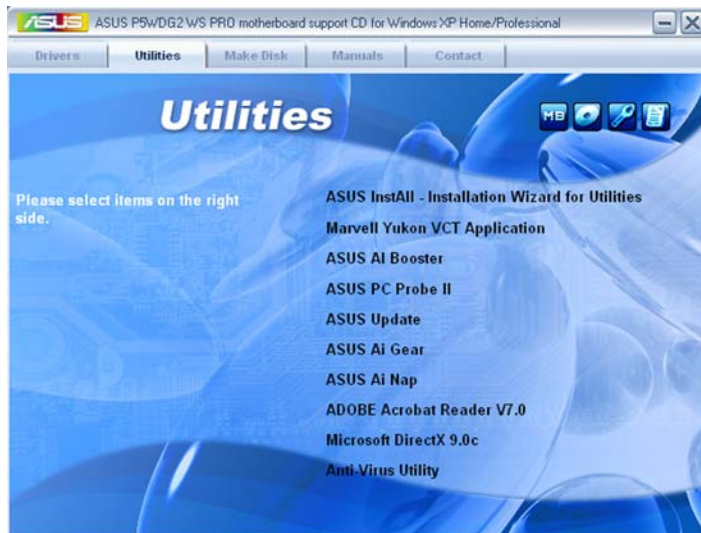 ASUS ASUS P5WDG2 WS PRO motherboard support CD for Windows XP Home/Professional
Drivers Utilities Make Disk Manuals Contact
Utilities
MB
Please select items on the right
side.
ASUS InstAll - Installation Wizard for Utilities
Marvell Yukon VCT Application
ASUS AI Booster
ASUS PC Probe II
ASUS Update
ASUS Ai Gear
ASUS Ai Nap
ADOBE Acrobat Reader V7.0
Microsoft DirectX 9.0c
Anti-Virus Utility